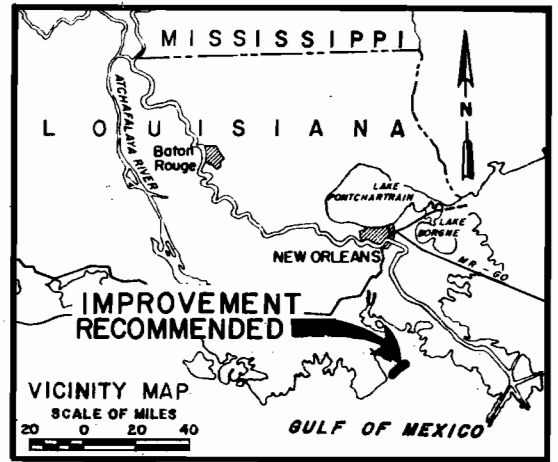 MISSISSIPPI
LOUISIANA
ATCHAFALAYA RIVER
Baton
Rouge
N
LAKE
PONTCHARTRAIN
LAKE
BORGNE
NEW ORLEANS
MR-GO
IMPROVEMENT
RECOMMENDED
VICINITY MAP
SCALE OF MILES
20 0 20 40
GULF OF MEXICO